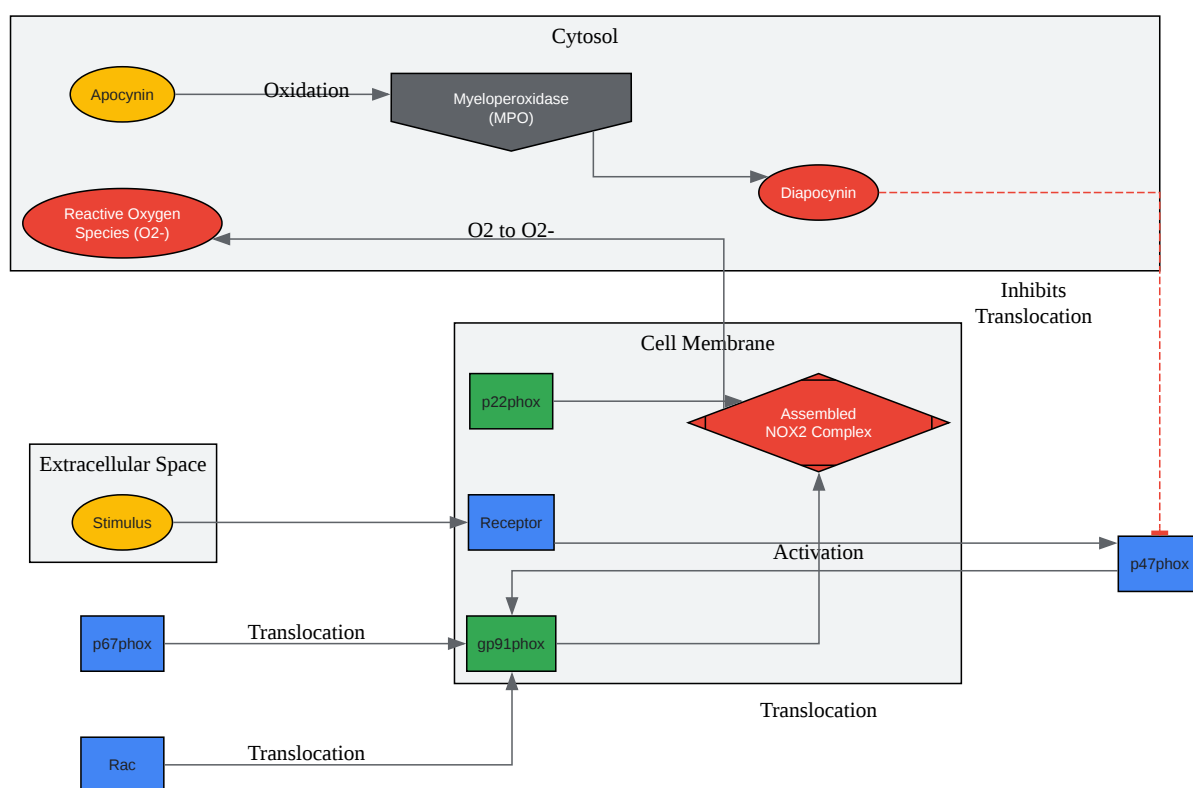 Cytosol
Apocynin
Oxidation
Myeloperoxidase
(MPO)
Diapocynin
Reactive Oxygen
Species (O2-)
O2 to O2-
Inhibits
Translocation
Cell Membrane
p22phox
Assembled
NOX2 Complex
Extracellular Space
Stimulus
Receptor
Activation
p47phox
p67phox
Translocation
gp91phox
Translocation
Rac
Translocation